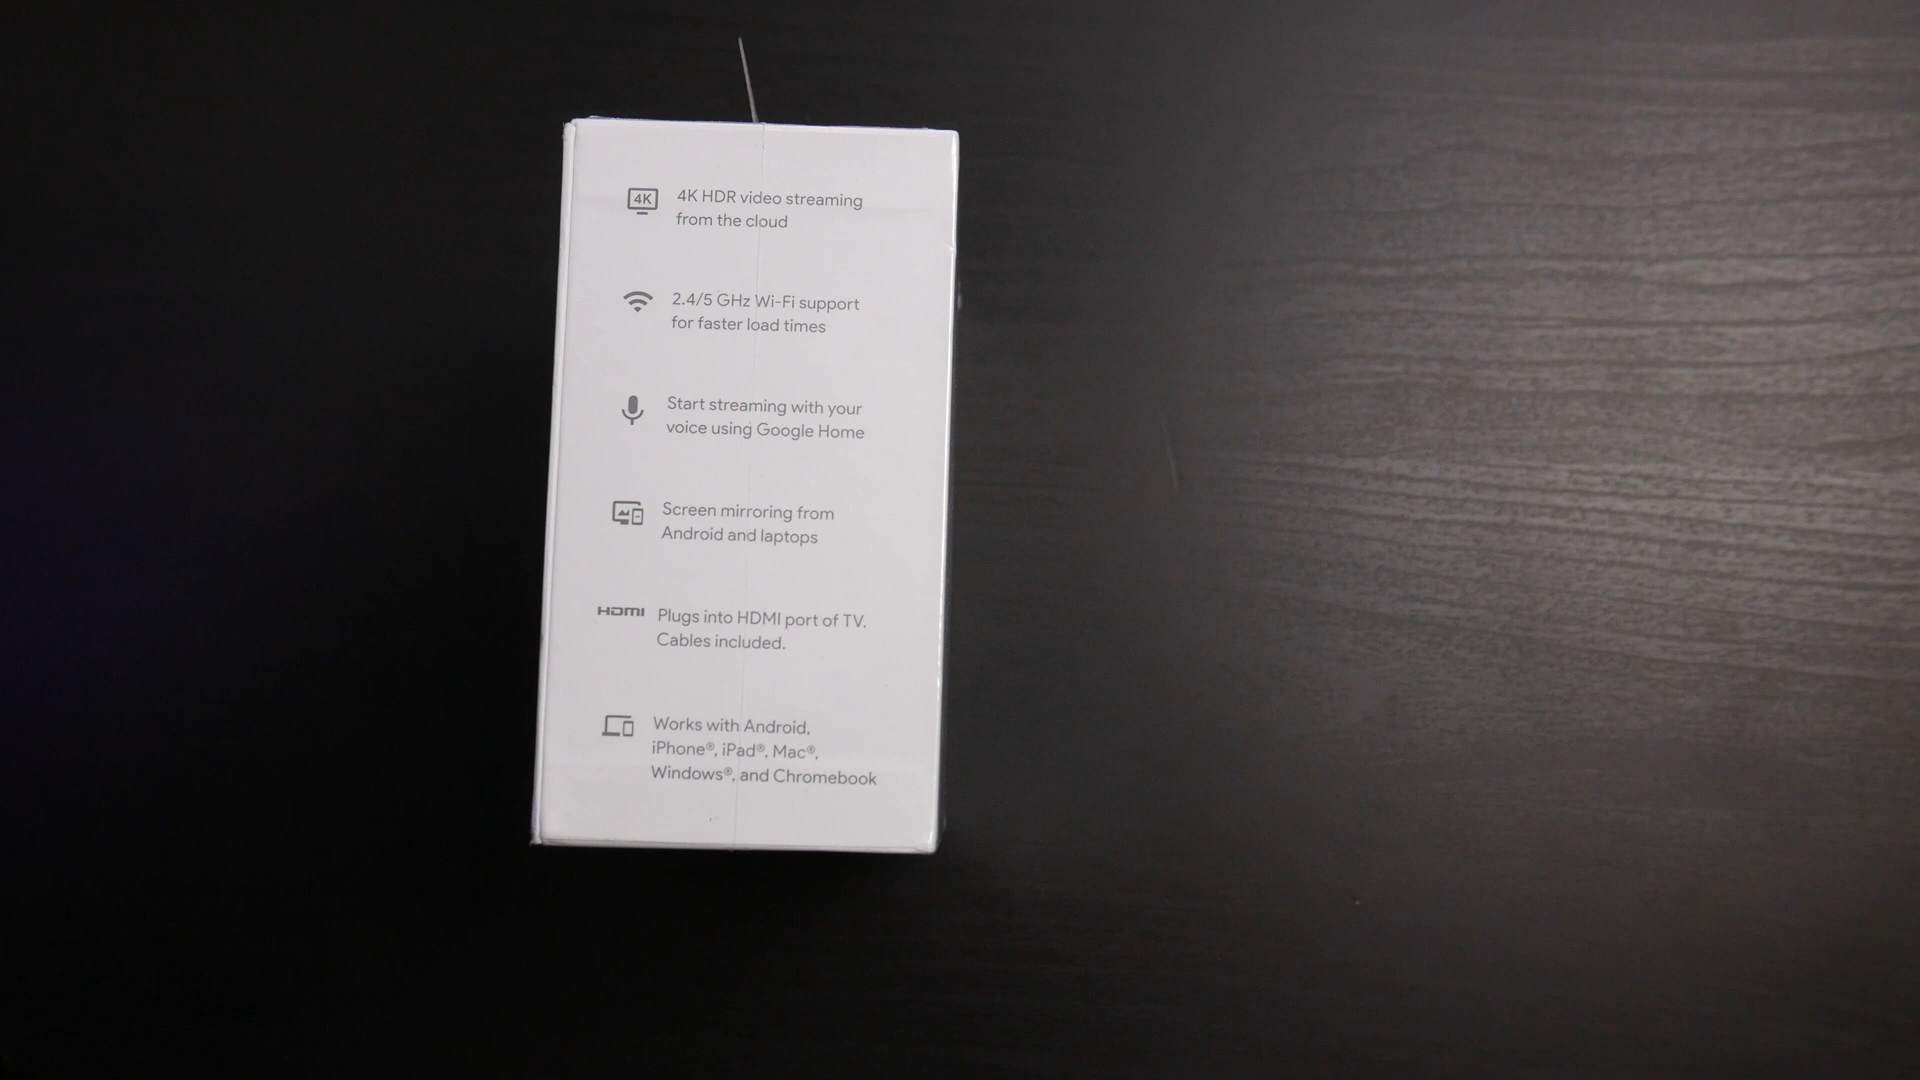 4K
4K HDR video streaming
from the cloud
2.4/5 GHz Wi-Fi support
for faster load times
Start streaming with your
voice using Google Home
Screen mirroring from
Android and laptops
HDMI
Plugs into HDMI port of TV.
Cables included.
Works with Android,
iPhone®, iPad®, Mac®,
Windows®, and Chromebook